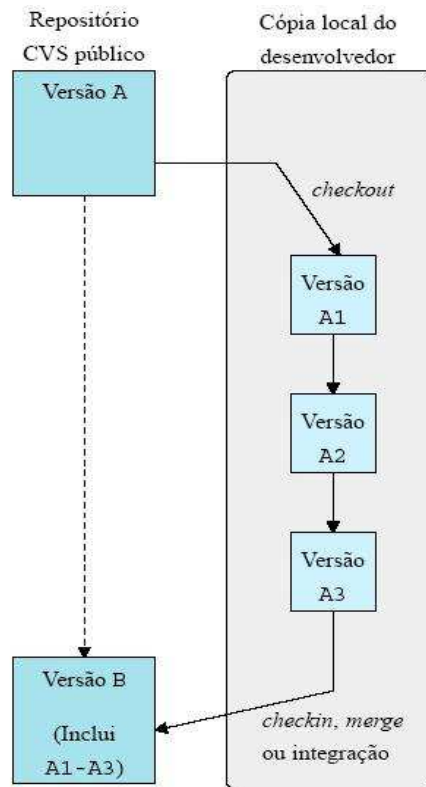 Repositório
CVS público
Cópia local do
desenvolvedor
Versão A
checkout
Versão
A1
Versão
A2
Versão
A3
Versão B
(Inclui
A1-A3)
checkin, merge
ou integração